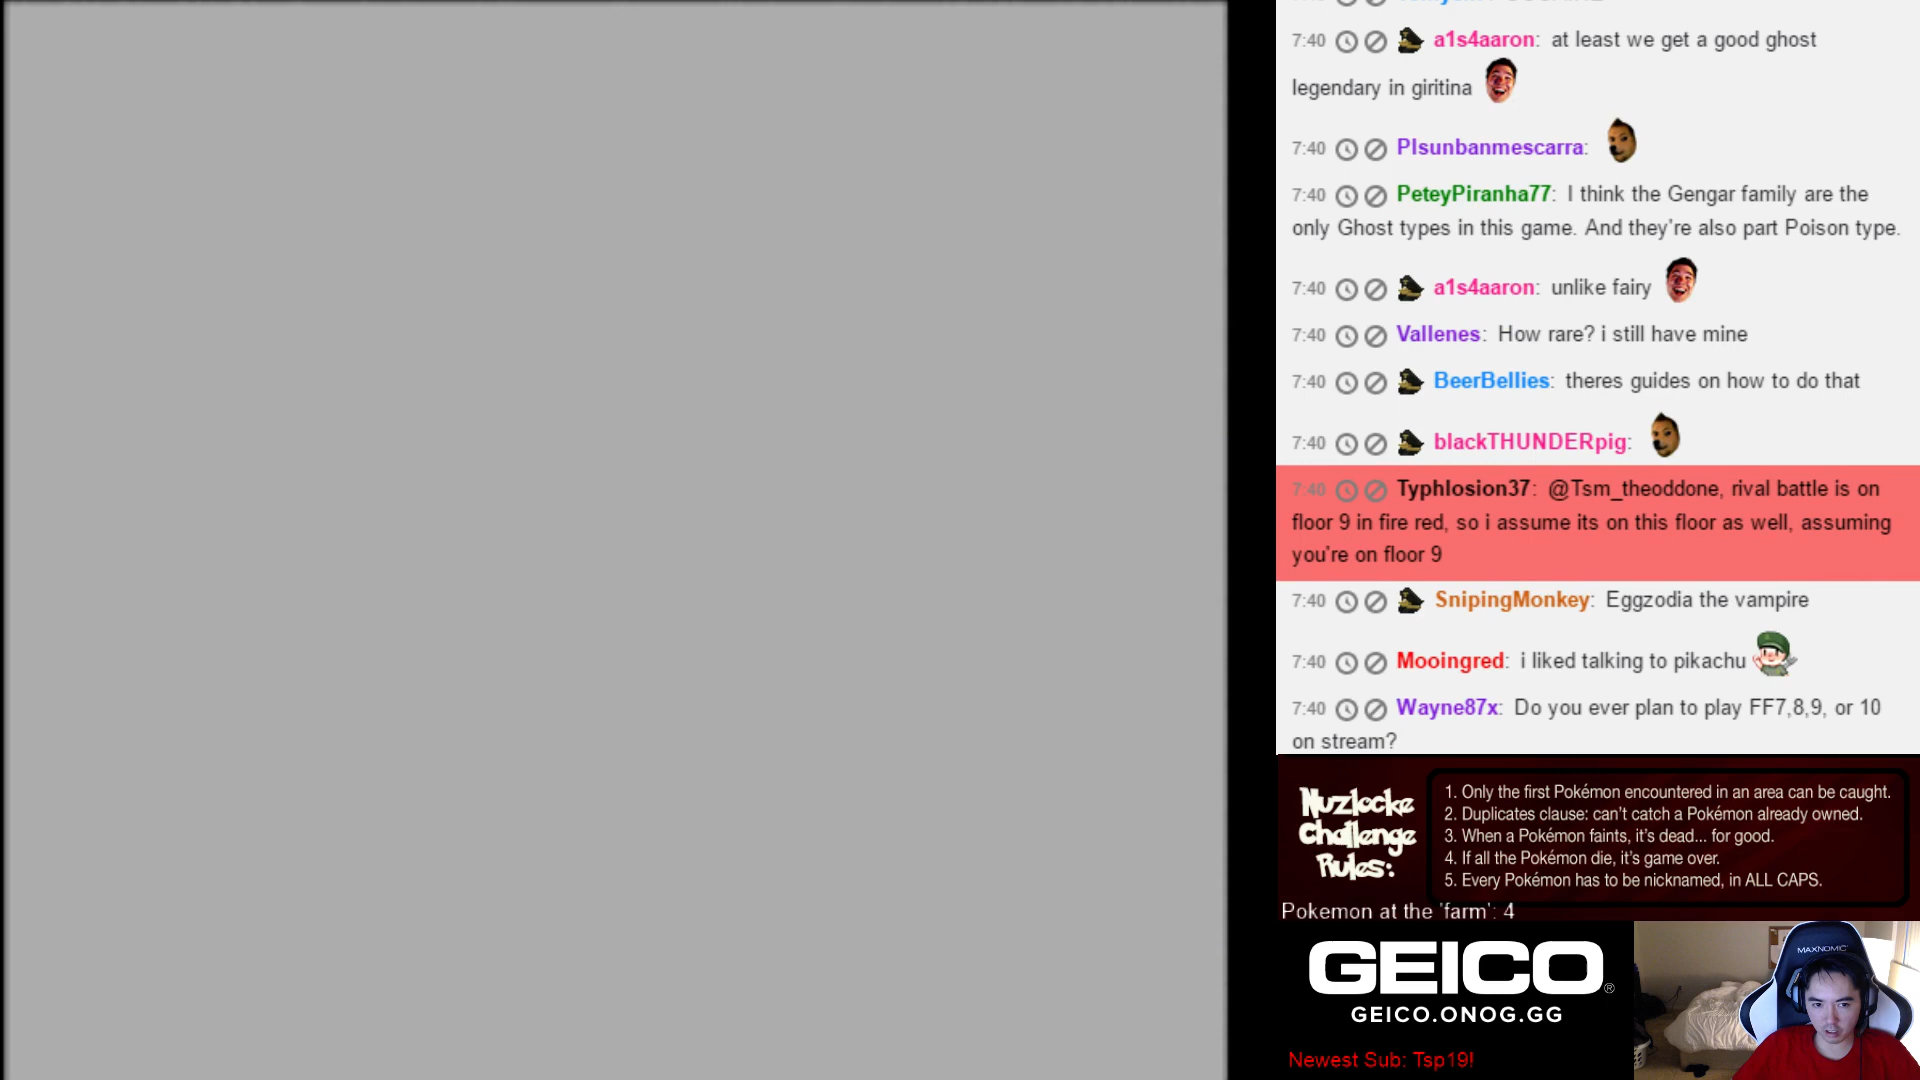 7:40 a1s4aaron: at least we get a good ghost
legendary in giritina
7:40 Plsunbanmescarra:
7:40 PeteyPiranha77: I think the Gengar family are the
only Ghost types in this game. And they're also part Poison type.
7:40 a1s4aaron: unlike fairy
7:40 Vallenes: How rare? i still have mine
7:40 BeerBellies: theres guides on how to do that
7:40 blackTHUNDERpig:
7:40 Typhlosion37: @Tsm_theoddone, rival battle is on
floor 9 in fire red, so i assume its on this floor as well, assuming
you're on floor 9
7:40 SnipingMonkey: Eggzodia the vampire
7:40 Mooingred: i liked talking to pikachu
7:40 Wayne87x: Do you ever plan to play FF7,8,9, or 10
on stream?
Nuzlocke
Challenge
Rules:
1. Only the first Pokémon encountered in an area can be caught.
2. Duplicates clause: can't catch a Pokémon already owned.
3. When a Pokémon faints, it's dead... for good.
4. If all the Pokémon die, it's game over.
5. Every Pokémon has to be nicknamed, in ALL CAPS.
Pokemon at the 'farm': 4
GEICO®
GEICO.ONOG.GG
MAXNOMIC
Newest Sub: Tsp19!